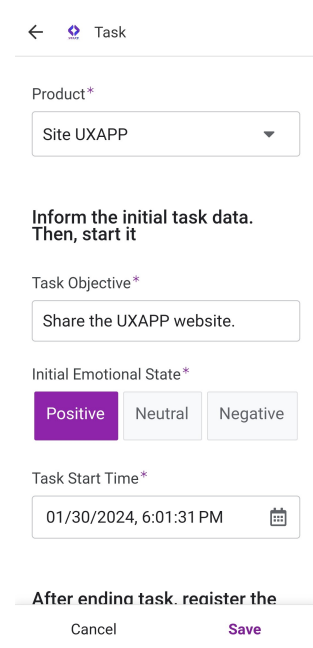 Task
Product*
Site UXAPP
Inform the initial task data.
Then, start it
Task Objective*
Share the UXAPP website.
Initial Emotional State*
Positive Neutral Negative
Task Start Time*
01/30/2024, 6:01:31 PM
After ending task, register the
Cancel Save